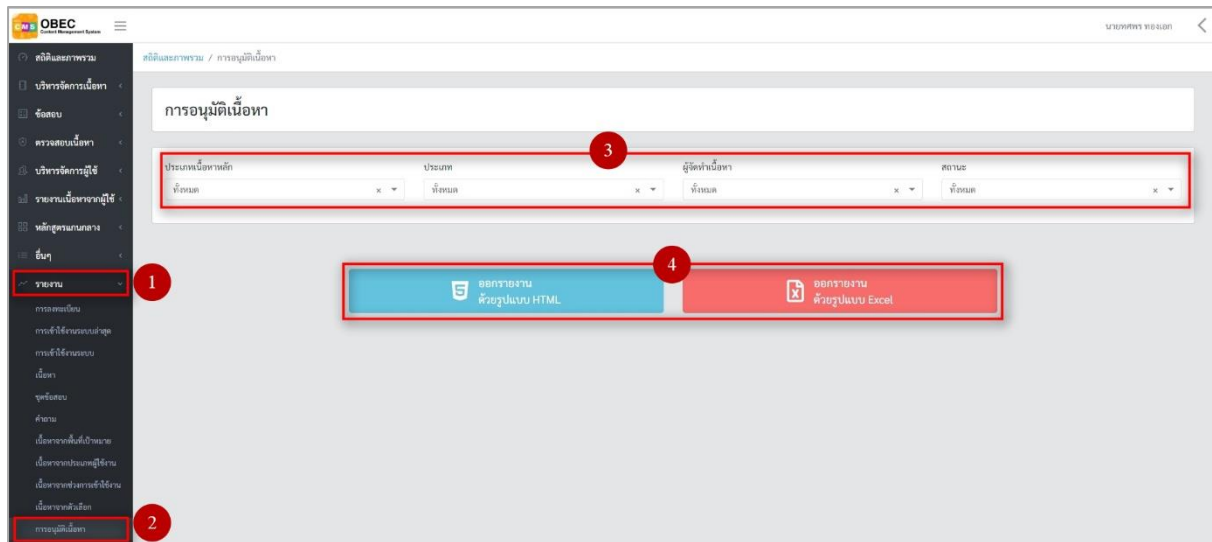 CMS OBEC
Content Management System
นายทศพร ทองเอก
สถิติและภาพรวม
บริหารจัดการเนื้อหา
ข้อสอบ
ตรวจสอบเนื้อหา
บริหารจัดการผู้ใช้
รายงานเนื้อหาจากผู้ใช้
หลักสูตรแกนกลาง
อื่นๆ
รายงาน
1
การลงทะเบียน
การเข้าใช้งานระบบล่าสุด
การเข้าใช้งานระบบ
เนื้อหา
ชุดข้อสอบ
คำถาม
เนื้อหาจากพื้นที่เป้าหมาย
เนื้อหาจากประเภทผู้ใช้งาน
เนื้อหาจากช่วงการเข้าใช้งาน
เนื้อหาจากตัวเลือก
การอนุมัติเนื้อหา
2
สถิติและภาพรวม / การอนุมัติเนื้อหา
การอนุมัติเนื้อหา
3
ประเภทเนื้อหาหลัก ประเภท ผู้จัดทำเนื้อหา สถานะ
ทั้งหมด × ทั้งหมด × ทั้งหมด × ทั้งหมด ×
4
ออกรายงาน
ด้วยรูปแบบ HTML
ออกรายงาน
ด้วยรูปแบบ Excel